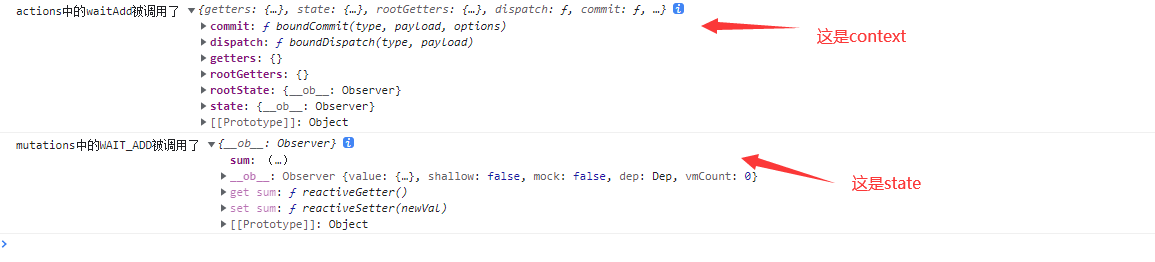 actions中的waitAdd被调用了 ▼{getters: {…}, state: {…}, rootGetters: {…}, dispatch: ƒ, commit: ƒ, …} i
▶commit: ƒ boundCommit(type, payload, options)
这是context
▶dispatch: ƒ boundDispatch(type, payload)
▶getters: {}
▶rootGetters: {}
▶rootState: {__ob__: Observer}
▶state: {__ob__: Observer}
▶[[Prototype]]: Object
mutations中的WAIT_ADD被调用了 ▼{__ob__: Observer} i
sum: (…)
▶__ob__: Observer {value: {…}, shallow: false, mock: false, dep: Dep, vmCount: 0}
这是state
▶get sum: ƒ reactiveGetter()
▶set sum: ƒ reactiveSetter(newVal)
▶[[Prototype]]: Object
>